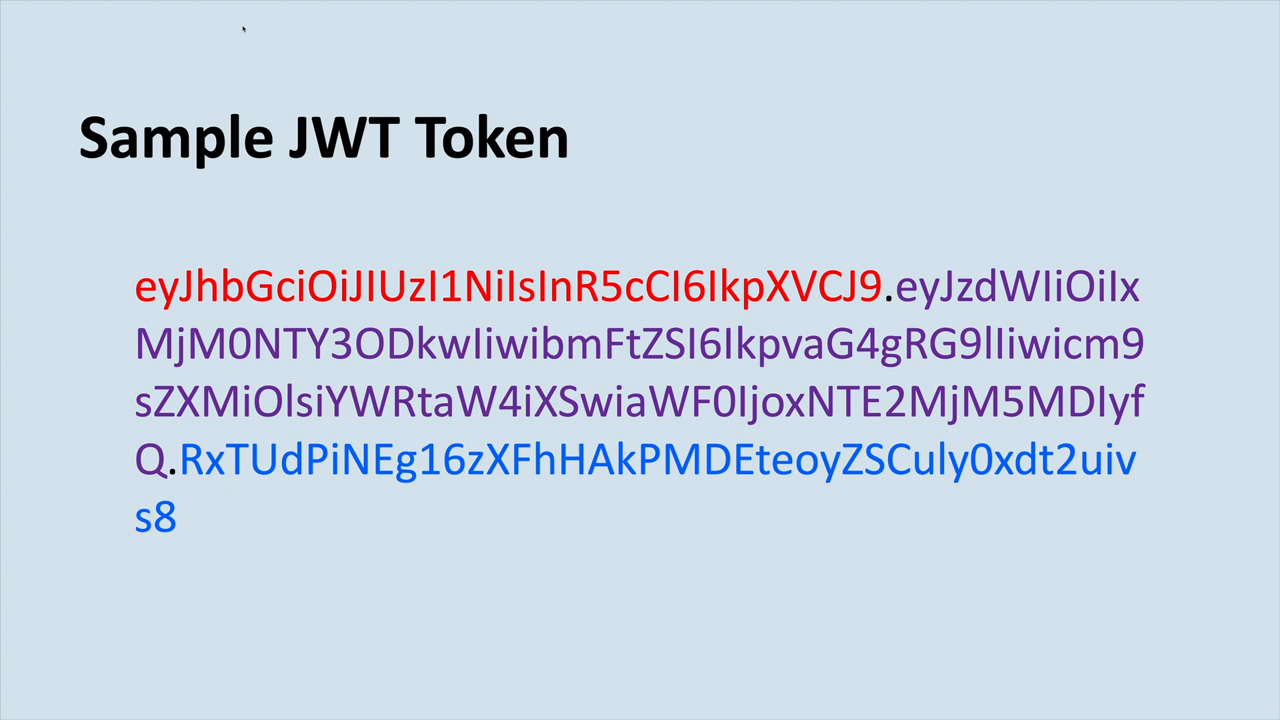 Sample JWT Token
eyJhbGciOiJIUzI1NiIsInR5cCI6IkpXVCJ9.eyJzdWIiOiIx
MjM0NTY3ODkwIiwibmFtZSI6IkpvaG4gRG9lIiwicm9
sZXMiOlsiYWRtaW4iXSwiaWF0IjoxNTE2MjM5MDIyf
Q.RxTUdPiNEg16zXFhHAkPMDEteoyZSCuly0xdt2uiv
s8